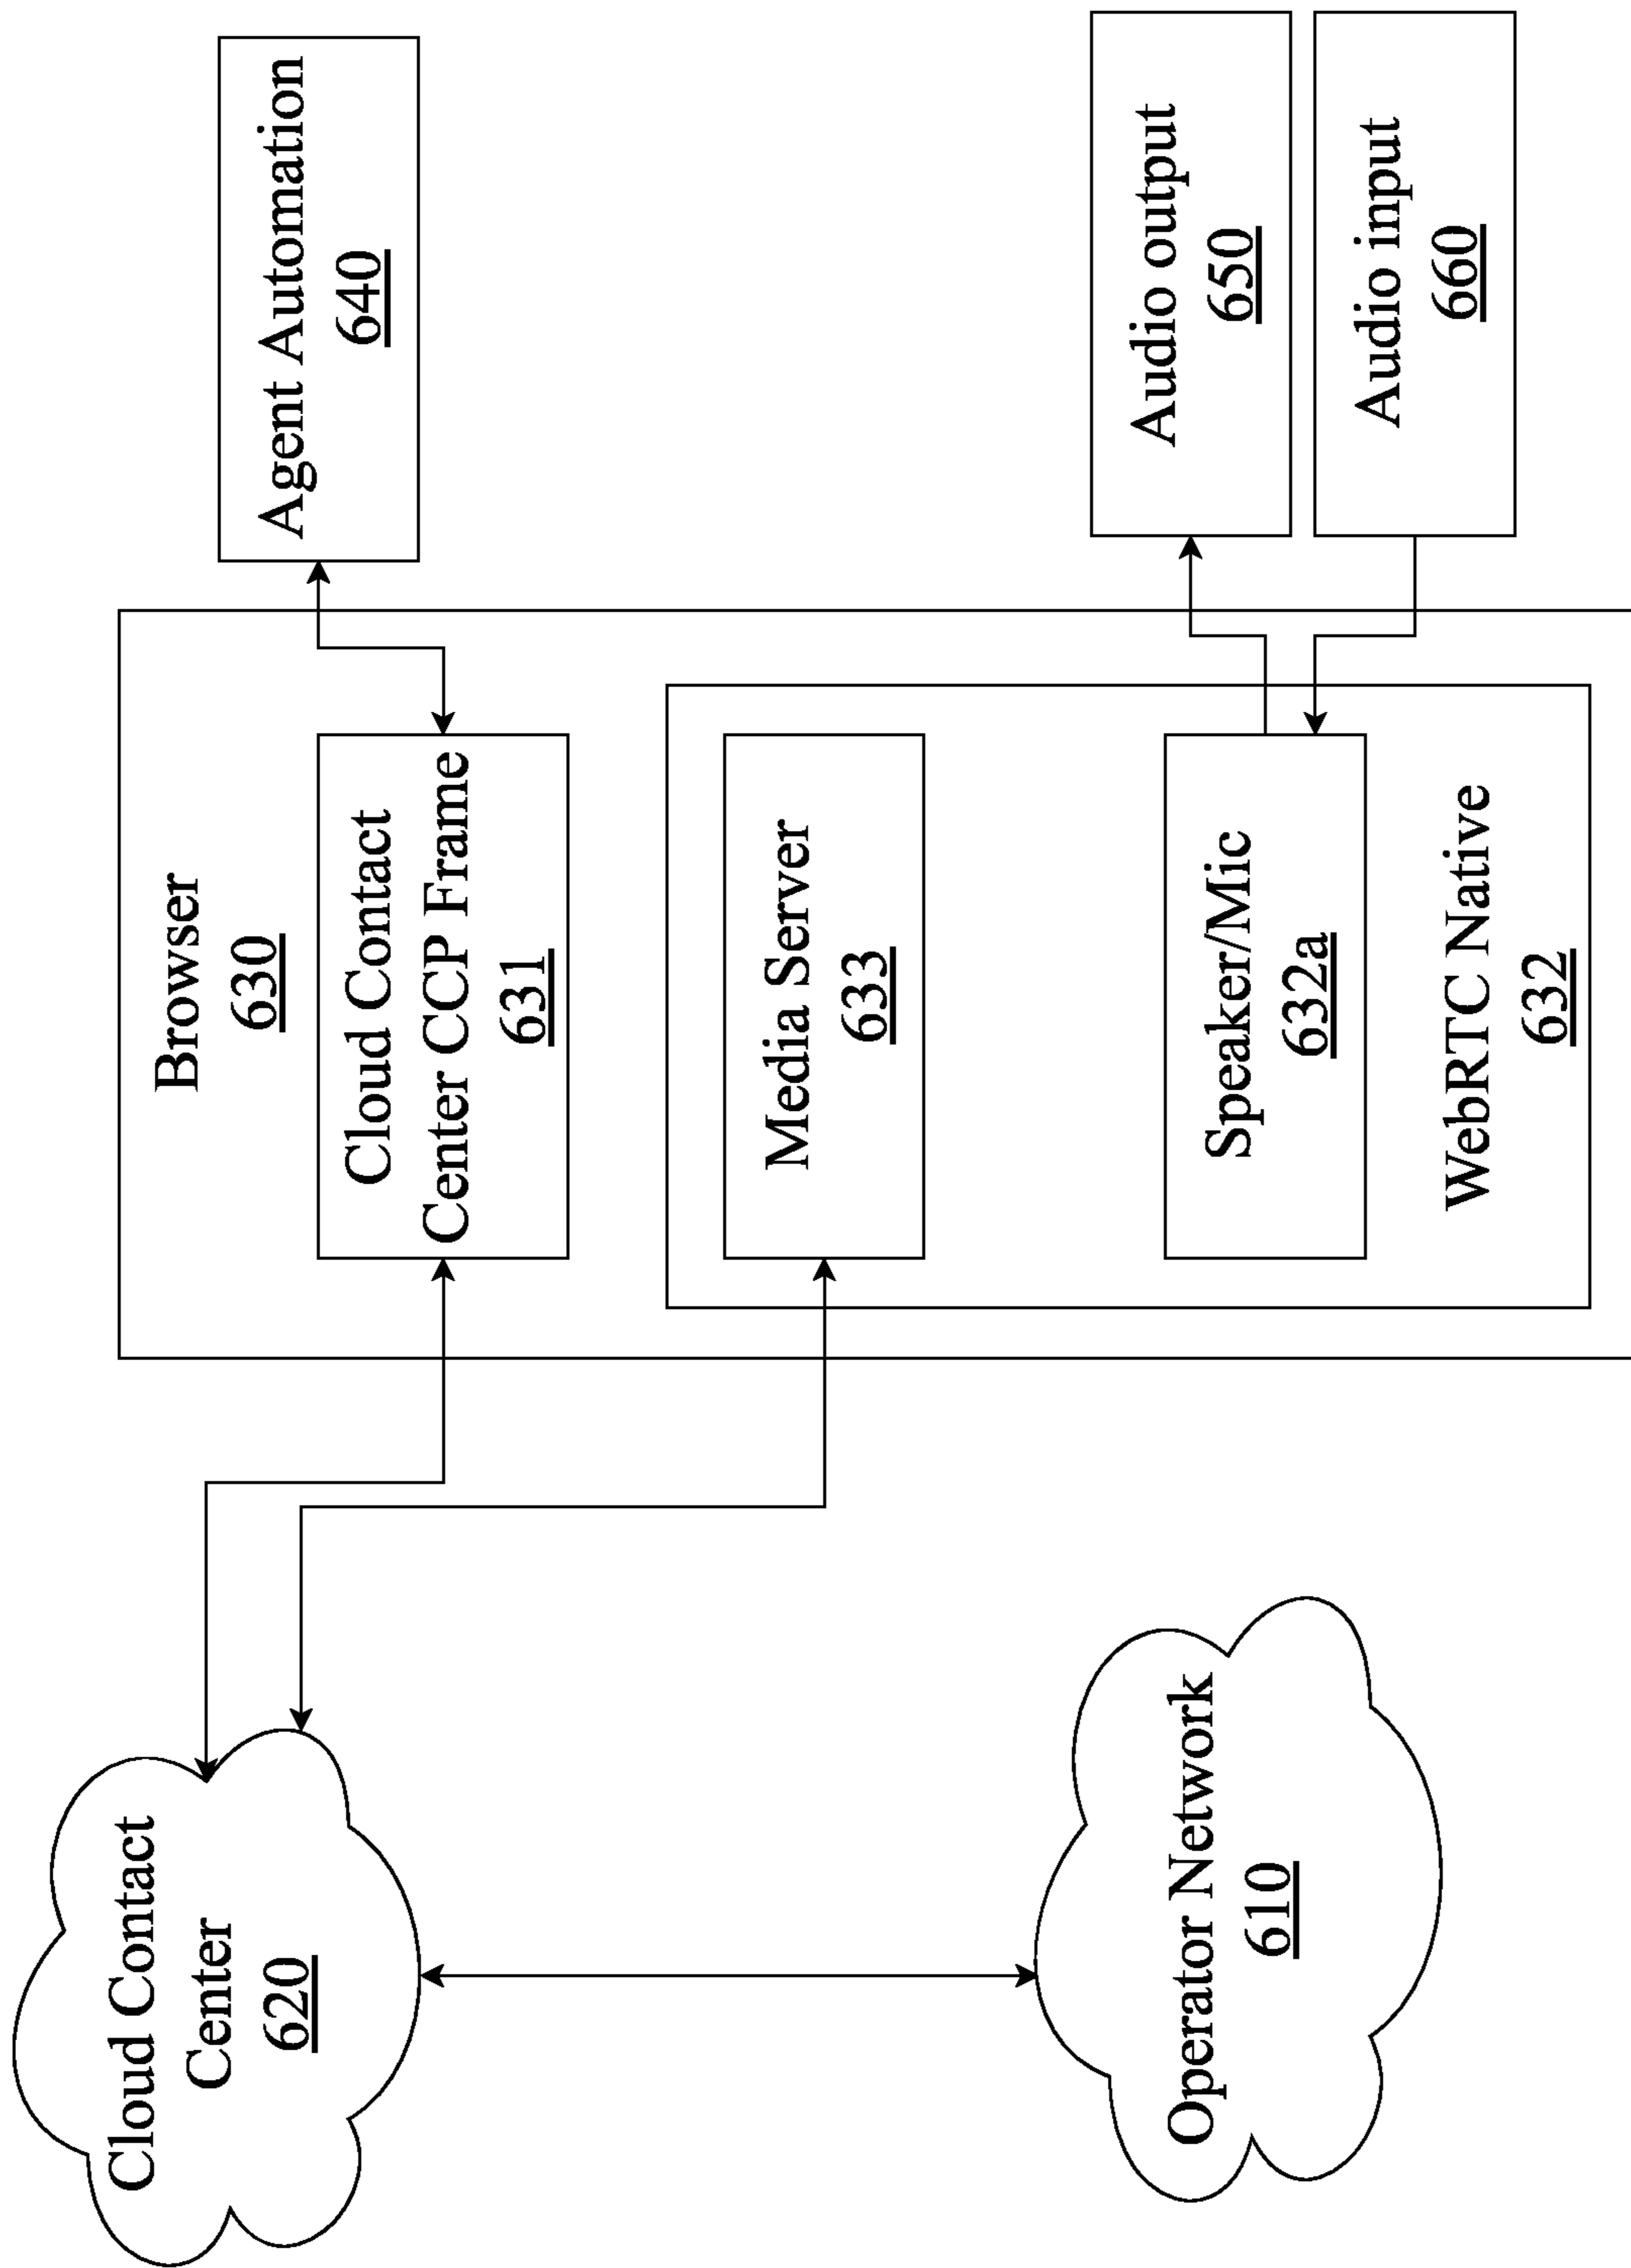 Cloud Contact
Center
620
Operator Network
610
Browser
630
Cloud Contact
Center CCP Frame
631
Media Server
633
Speaker/Mic
632a
WebRTC Native
632
Agent Automation
640
Audio output
650
Audio input
660